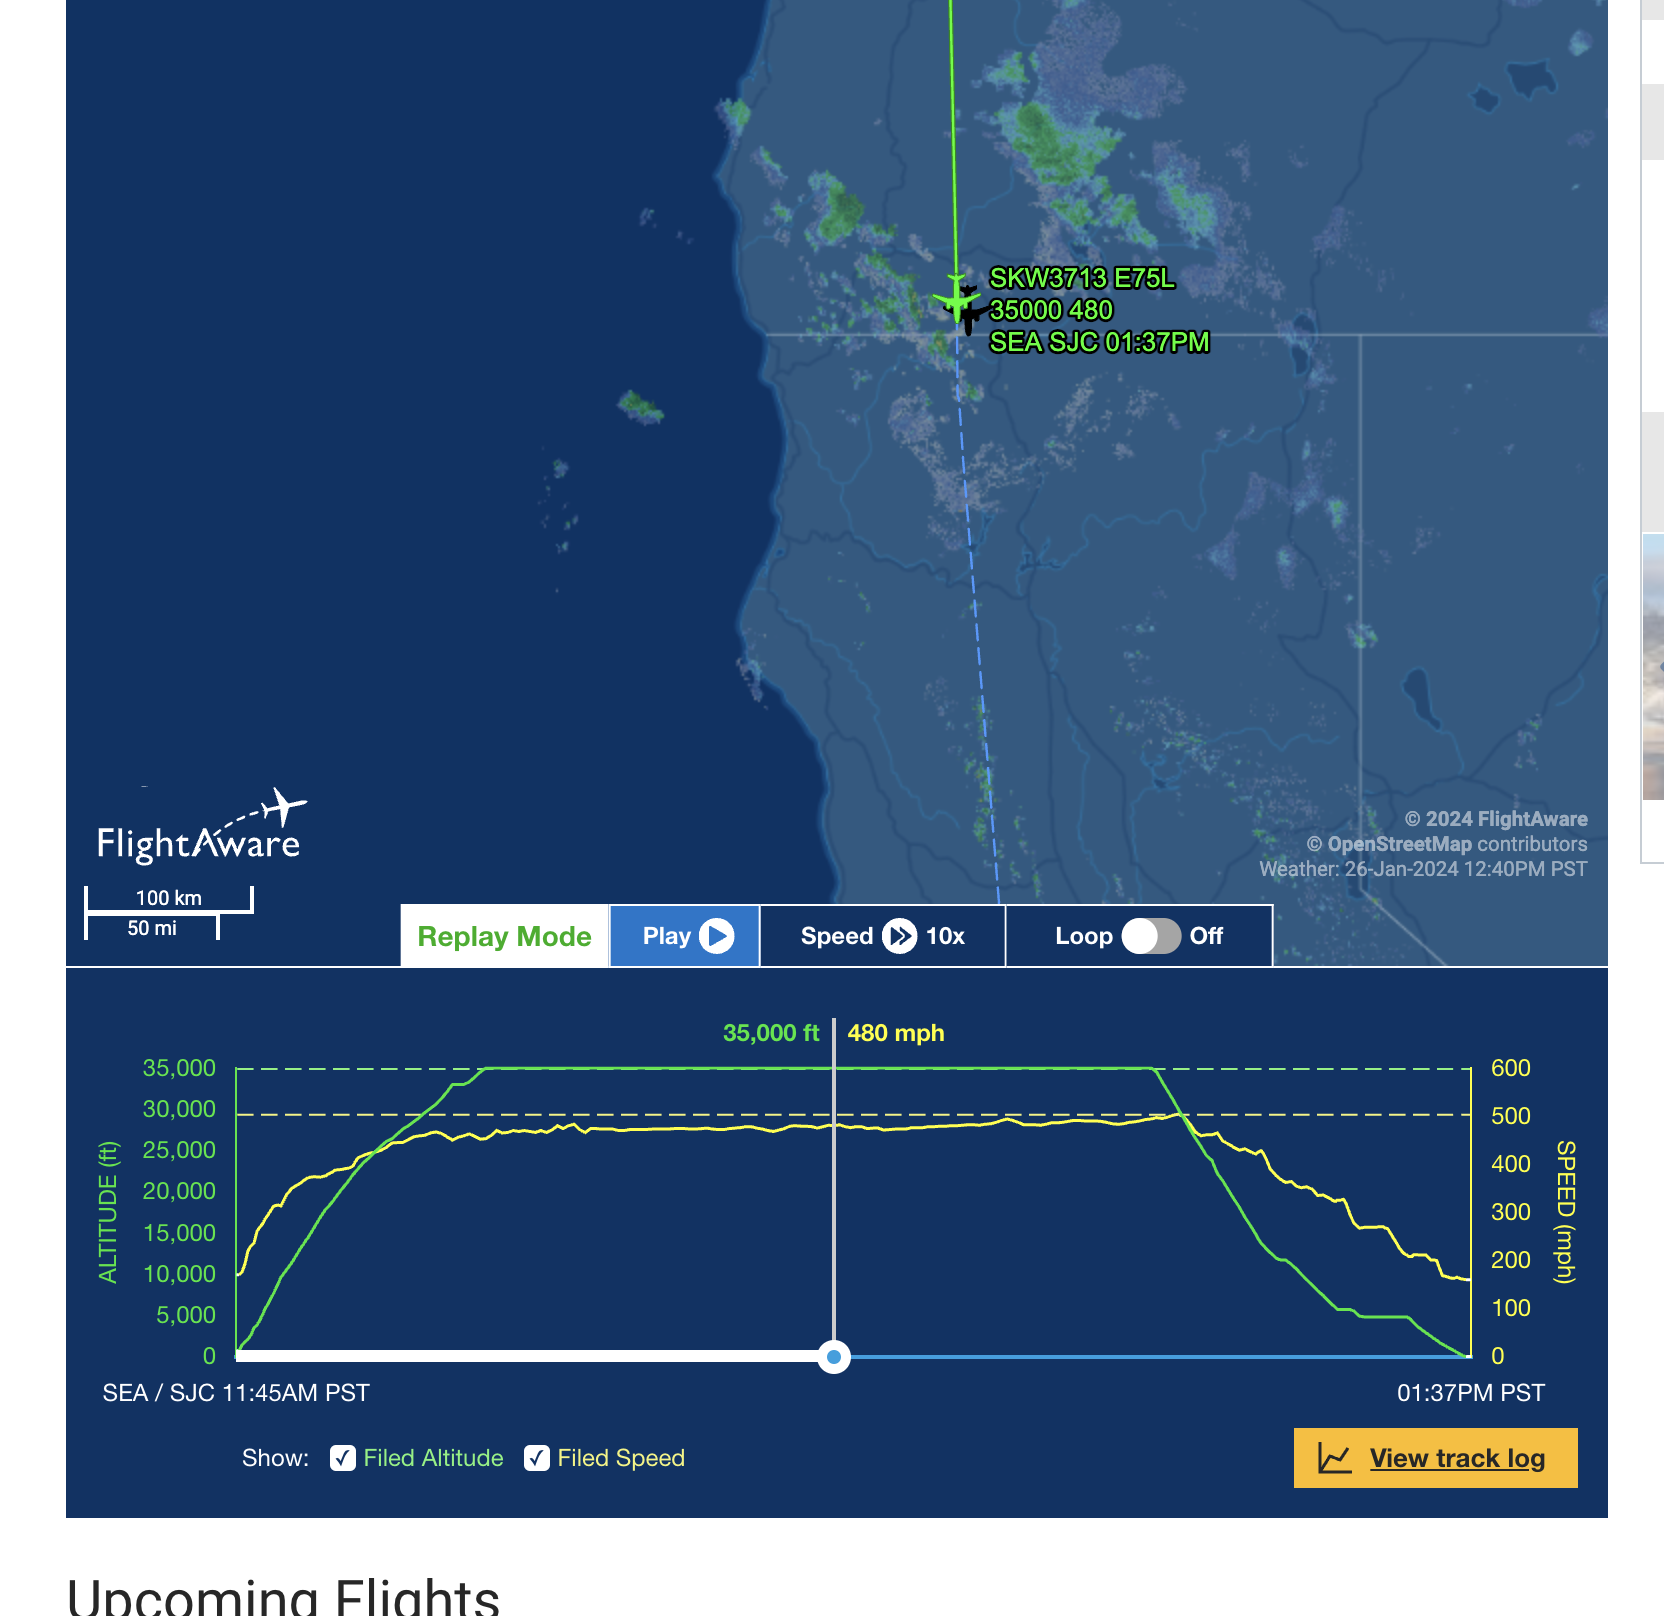 SKW3713 E75L
35000 480
SEA SJC 01:37PM
© 2024 FlightAware
© OpenStreetMap contributors
Weather: 26-Jan-2024 12:40PM PST
FlightAware
100 km
50 mi
Replay Mode
Play
Speed 10x
Loop Off
35,000 ft 480 mph
35,000
30,000
25,000
20,000
15,000
10,000
5,000
0
ALTITUDE (ft)
600
500
400
300
200
100
0
SPEED (mph)
SEA / SJC 11:45AM PST
01:37PM PST
Show: Filed Altitude Filed Speed
View track log
Upcoming Flights